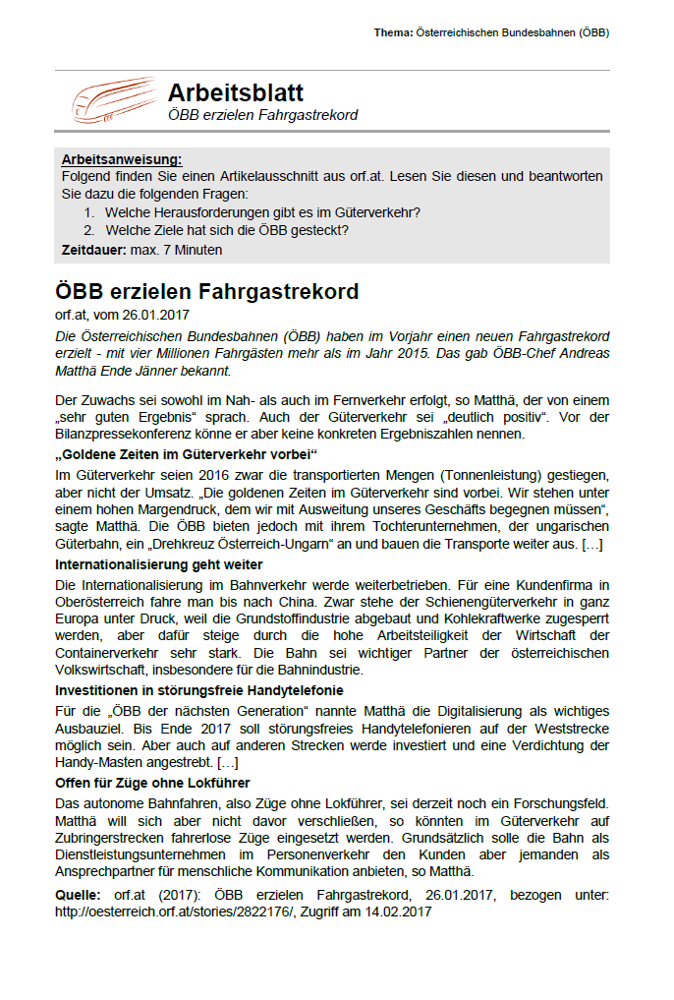 Thema: Österreichischen Bundesbahnen (ÖBB)
Arbeitsblatt
ÖBB erzielen Fahrgastrekord
Arbeitsanweisung:
Folgend finden Sie einen Artikelausschnitt aus orf.at. Lesen Sie diesen und beantworten
Sie dazu die folgenden Fragen:
1. Welche Herausforderungen gibt es im Güterverkehr?
2. Welche Ziele hat sich die ÖBB gesteckt?
Zeitdauer: max. 7 Minuten
ÖBB erzielen Fahrgastrekord
orf.at, vom 26.01.2017
Die Österreichischen Bundesbahnen (ÖBB) haben im Vorjahr einen neuen Fahrgastrekord
erzielt - mit vier Millionen Fahrgästen mehr als im Jahr 2015. Das gab ÖBB-Chef Andreas
Matthä Ende Jänner bekannt.
Der Zuwachs sei sowohl im Nah- als auch im Fernverkehr erfolgt, so Matthä, der von einem
„sehr guten Ergebnis“ sprach. Auch der Güterverkehr sei „deutlich positiv“. Vor der
Bilanzpressekonferenz könne er aber keine konkreten Ergebniszahlen nennen.
„Goldene Zeiten im Güterverkehr vorbei“
Im Güterverkehr seien 2016 zwar die transportierten Mengen (Tonnenleistung) gestiegen,
aber nicht der Umsatz. „Die goldenen Zeiten im Güterverkehr sind vorbei. Wir stehen unter
einem hohen Margendruck, dem wir mit Ausweitung unseres Geschäfts begegnen müssen“,
sagte Matthä. Die ÖBB bieten jedoch mit ihrem Tochterunternehmen, der ungarischen
Güterbahn, ein „Drehkreuz Österreich-Ungarn“ an und bauen die Transporte weiter aus. […]
Internationalisierung geht weiter
Die Internationalisierung im Bahnverkehr werde weiterbetrieben. Für eine Kundenfirma in
Oberösterreich fahre man bis nach China. Zwar stehe der Schienengüterverkehr in ganz
Europa unter Druck, weil die Grundstoffindustrie abgebaut und Kohlekraftwerke zugesperrt
werden, aber dafür steige durch die hohe Arbeitsteiligkeit der Wirtschaft der
Containerverkehr sehr stark. Die Bahn sei wichtiger Partner der österreichischen
Volkswirtschaft, insbesondere für die Bahnindustrie.
Investitionen in störungsfreie Handytelefonie
Für die „ÖBB der nächsten Generation“ nannte Matthä die Digitalisierung als wichtiges
Ausbauziel. Bis Ende 2017 soll störungsfreies Handytelefonieren auf der Weststrecke
möglich sein. Aber auch auf anderen Strecken werde investiert und eine Verdichtung der
Handy-Masten angestrebt. […]
Offen für Züge ohne Lokführer
Das autonome Bahnfahren, also Züge ohne Lokführer, sei derzeit noch ein Forschungsfeld.
Matthä will sich aber nicht davor verschließen, so könnten im Güterverkehr auf
Zubringerstrecken fahrerlose Züge eingesetzt werden. Grundsätzlich solle die Bahn als
Dienstleistungsunternehmen im Personenverkehr den Kunden aber jemanden als
Ansprechpartner für menschliche Kommunikation anbieten, so Matthä.
Quelle: orf.at (2017): ÖBB erzielen Fahrgastrekord, 26.01.2017, bezogen unter:
http://oesterreich.orf.at/stories/2822176/, Zugriff am 14.02.2017